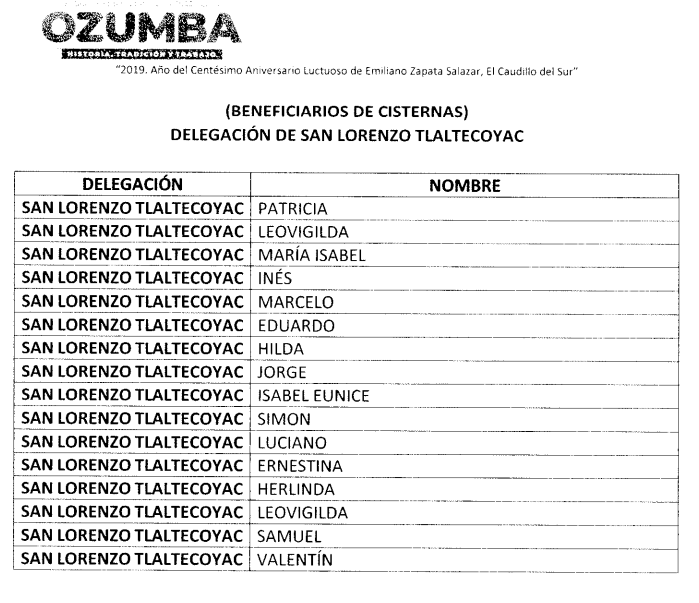 OZUMBA
HISTORIA, TRADICIÓN Y TRABAJO.
"2019. Año del Centésimo Aniversario Luctuoso de Emiliano Zapata Salazar, El Caudillo del Sur"
(BENEFICIARIOS DE CISTERNAS)
DELEGACIÓN DE SAN LORENZO TLALTECOYAC
DELEGACIÓN NOMBRE
SAN LORENZO TLALTECOYAC PATRICIA
SAN LORENZO TLALTECOYAC LEOVIGILDA
SAN LORENZO TLALTECOYAC MARÍA ISABEL
SAN LORENZO TLALTECOYAC INÉS
SAN LORENZO TLALTECOYAC MARCELO
SAN LORENZO TLALTECOYAC EDUARDO
SAN LORENZO TLALTECOYAC HILDA
SAN LORENZO TLALTECOYAC JORGE
SAN LORENZO TLALTECOYAC ISABEL EUNICE
SAN LORENZO TLALTECOYAC SIMON
SAN LORENZO TLALTECOYAC LUCIANO
SAN LORENZO TLALTECOYAC ERNESTINA
SAN LORENZO TLALTECOYAC HERLINDA
SAN LORENZO TLALTECOYAC LEOVIGILDA
SAN LORENZO TLALTECOYAC SAMUEL
SAN LORENZO TLALTECOYAC VALENTÍN